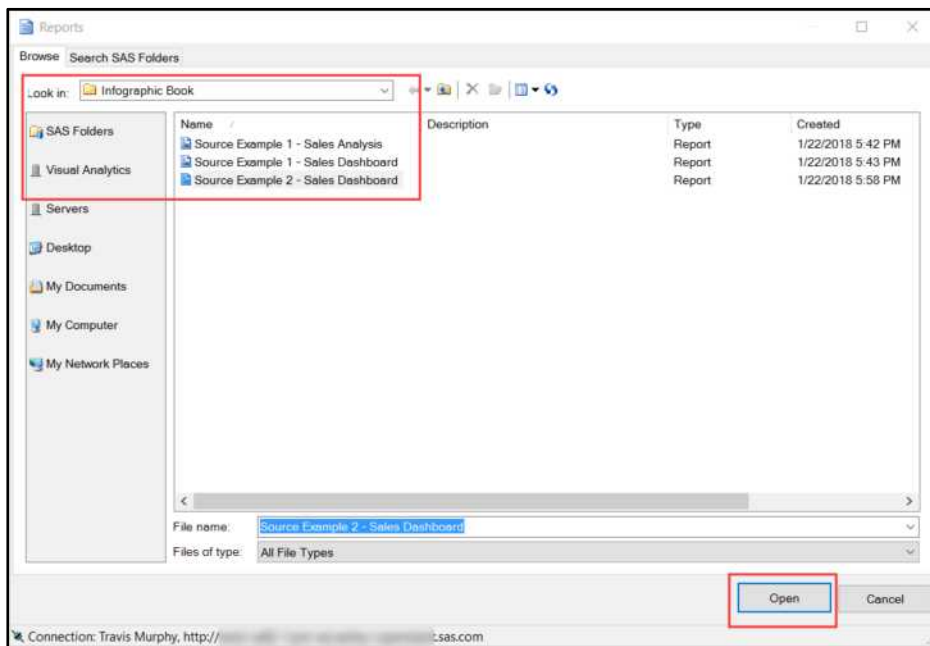 Reports
Browse Search SAS Folders
Look in: Infographic Book
SAS Folders
Visual Analytics
Servers
Desktop
My Documents
My Computer
My Network Places
Name Description Type Created
Source Example 1 - Sales Analysis Report 1/22/2018 5:42 PM
Source Example 1 - Sales Dashboard Report 1/22/2018 5:43 PM
Source Example 2 - Sales Dashboard Report 1/22/2018 5:58 PM
File name: Source Example 2 - Sales Dashboard
Files of type: All File Types
Open Cancel
Connection: Travis Murphy, http:// .sas.com